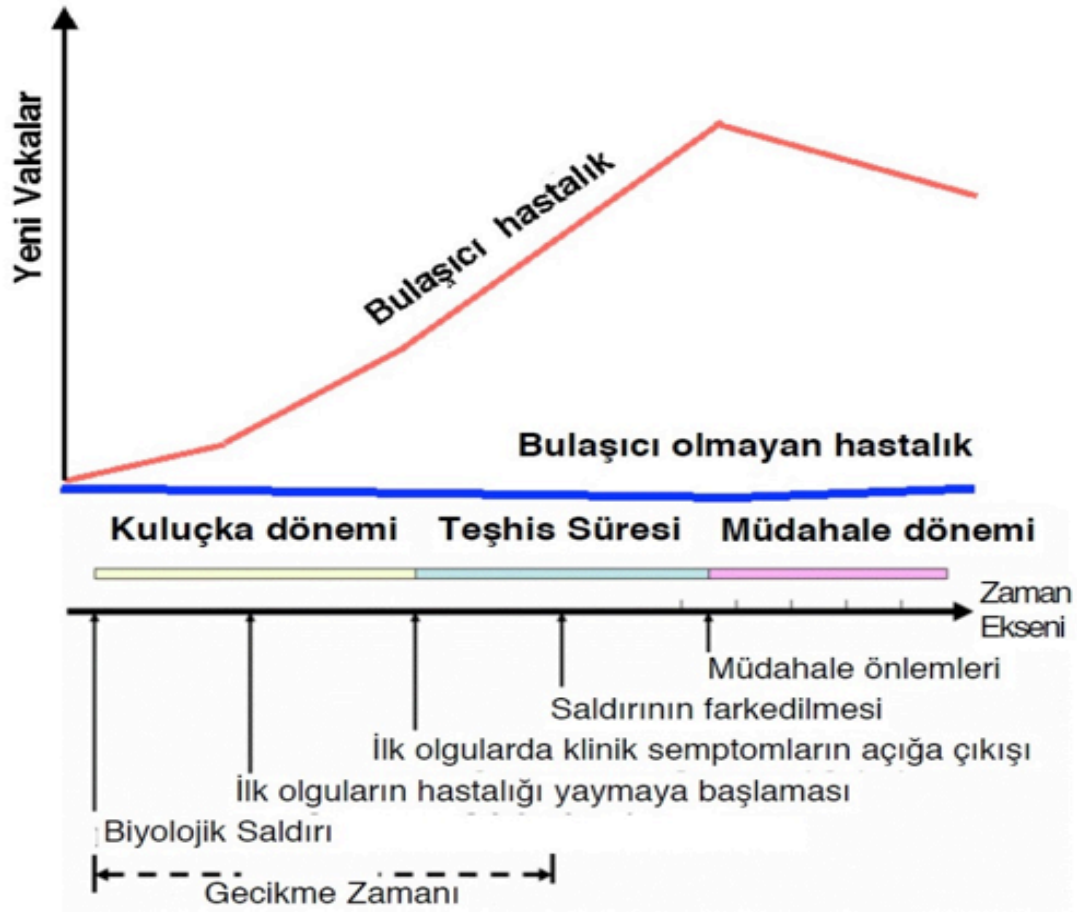 Yeni Vakalar
Bulaşıcı hastalık
Bulaşıcı olmayan hastalık
Kuluçka dönemi Teşhis Süresi Müdahale dönemi
Zaman
Ekseni
Müdahale önlemleri
Saldırının farkedilmesi
İlk olgularda klinik semptomların açığa çıkışı
İlk olguların hastalığı yaymaya başlaması
Biyolojik Saldırı
Gecikme Zamanı